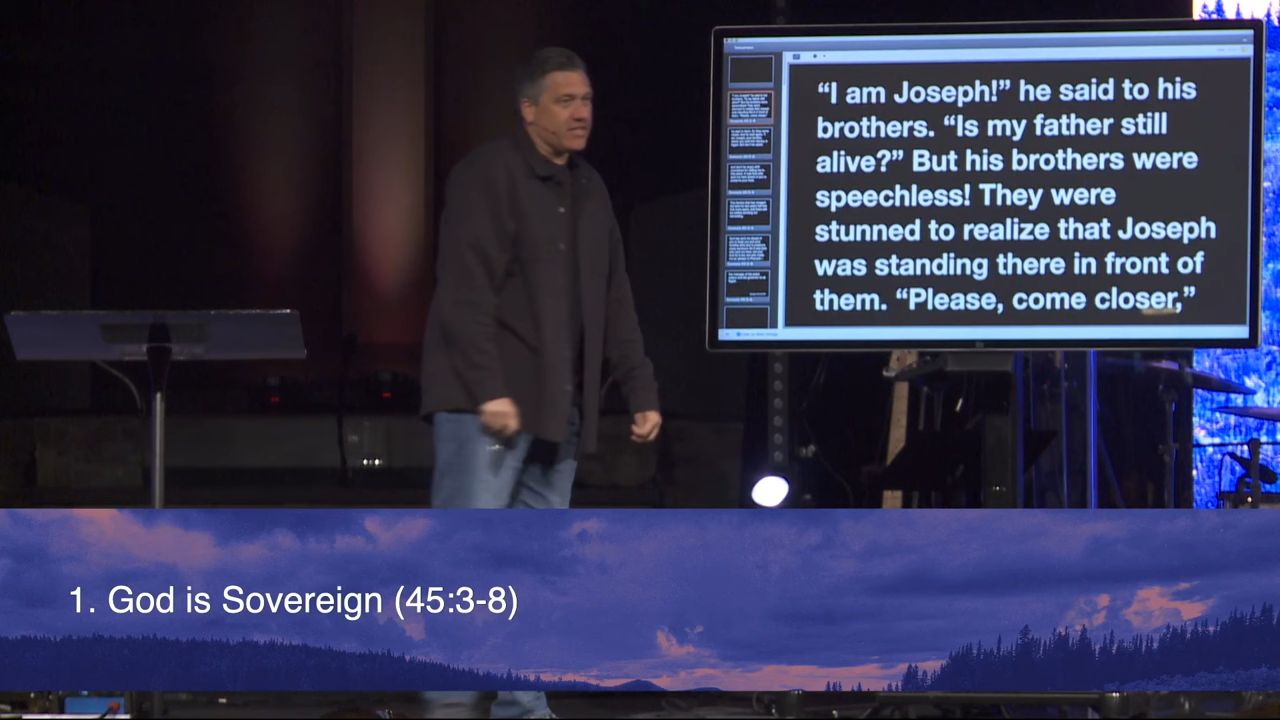 “I am Joseph!” he said to his
brothers. “Is my father still
alive?” But his brothers were
speechless! They were
stunned to realize that Joseph
was standing there in front of
them. “Please, come closer,”
1. God is Sovereign (45:3-8)